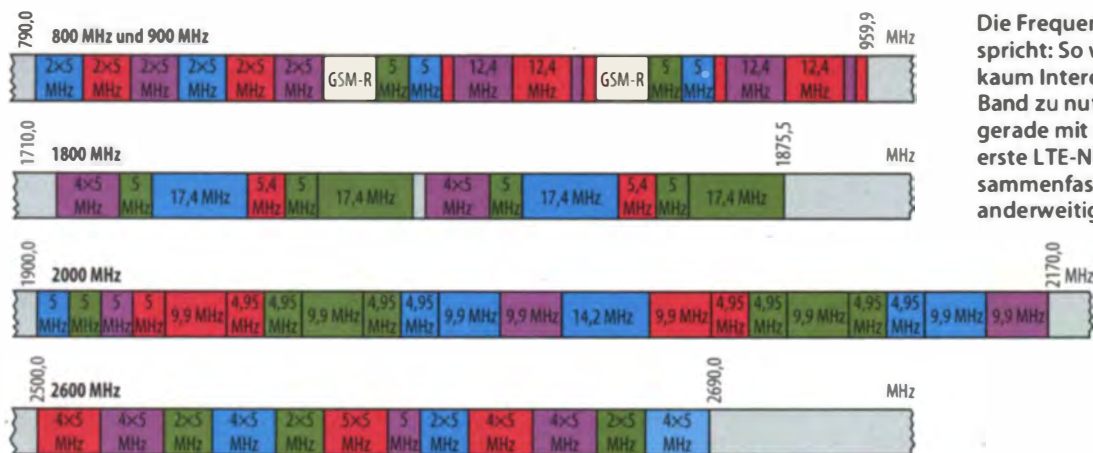 790,0
959,9
800 MHz und 900 MHz
MHz
2×5 MHz
2×5 MHz
2×5 MHz
2×5 MHz
2×5 MHz
2×5 MHz
GSM-R
5 MHz
5 MHz
12,4 MHz
12,4 MHz
GSM-R
5 MHz
5 MHz
12,4 MHz
12,4 MHz
1710,0
1875,5
1800 MHz
MHz
4×5 MHz
5 MHz
17,4 MHz
5,4 MHz
5 MHz
17,4 MHz
4×5 MHz
5 MHz
17,4 MHz
5,4 MHz
5 MHz
17,4 MHz
1900,0
2170,0
2000 MHz
MHz
5 MHz
5 MHz
5 MHz
5 MHz
9,9 MHz
4,95 MHz
4,95 MHz
9,9 MHz
4,95 MHz
4,95 MHz
9,9 MHz
9,9 MHz
14,2 MHz
9,9 MHz
4,95 MHz
4,95 MHz
9,9 MHz
4,95 MHz
4,95 MHz
9,9 MHz
9,9 MHz
2500,0
2690,0
2600 MHz
MHz
4×5 MHz
4×5 MHz
2×5 MHz
4×5 MHz
2×5 MHz
5×5 MHz
5 MHz
2×5 MHz
4×5 MHz
4×5 MHz
2×5 MHz
4×5 MHz
Die Frequen
spricht: So w
kaum Intere
Band zu nut
gerade mit
erste LTE-N
sammenfas
anderweitig